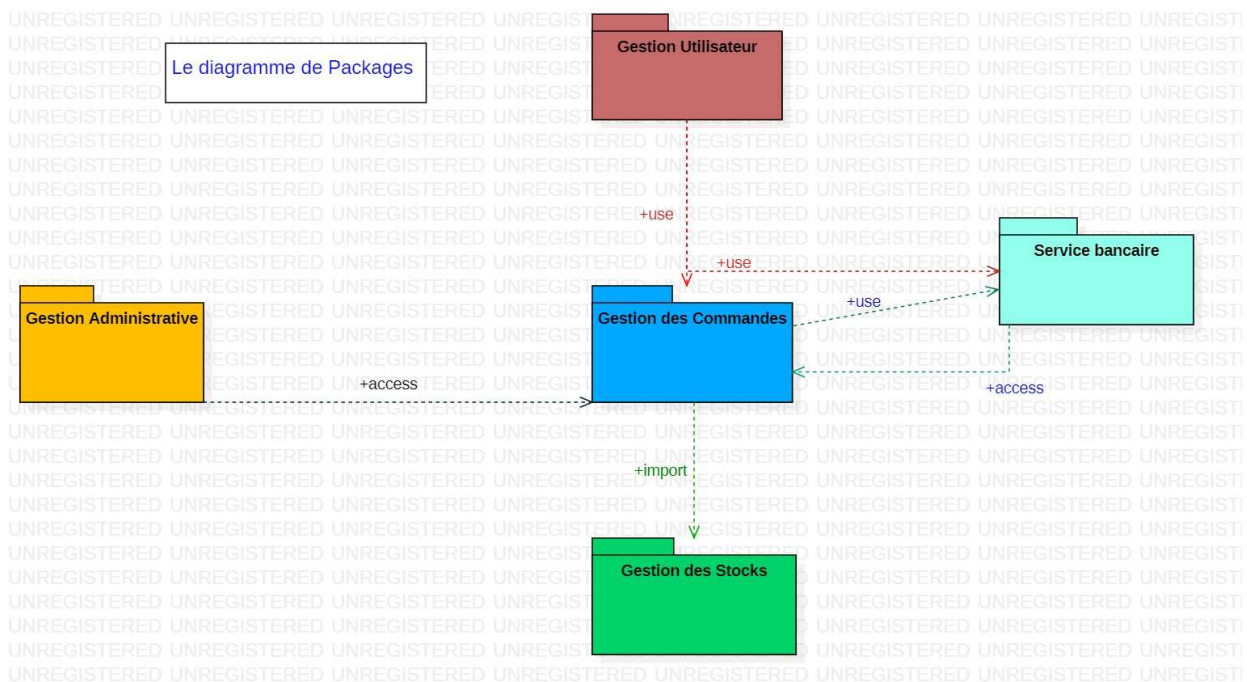 Gestion Utilisateur
Le diagramme de Packages
+use
Service bancaire
+use
+use
Gestion Administrative
Gestion des Commandes
+access
+access
+import
Gestion des Stocks
UNREGISTERED